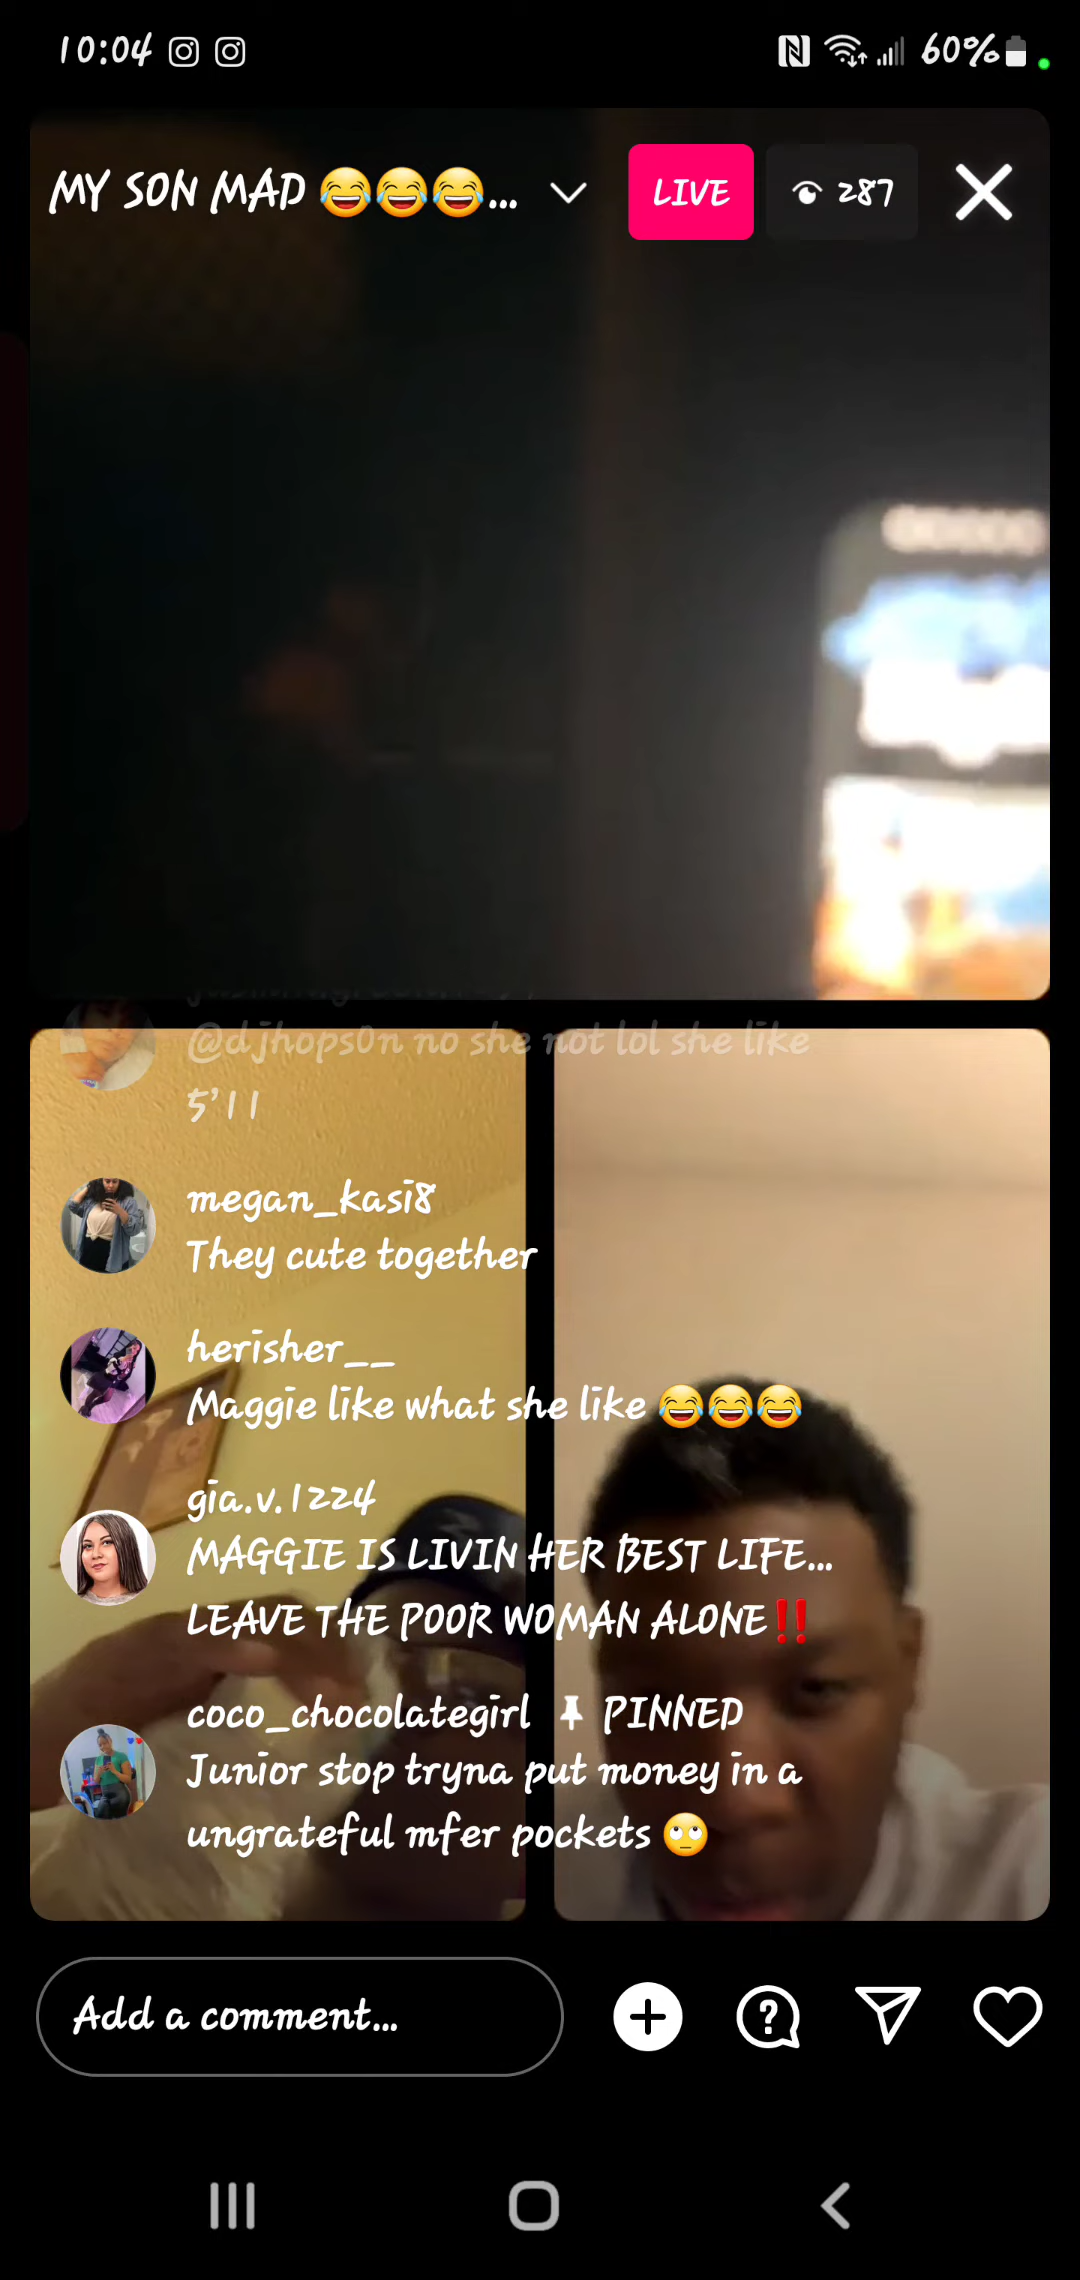 10:04
60%
MY SON MAD 😂😂😂...
LIVE
287
@djhops0n no she not lol she like
5'11
megan_kasi8
They cute together
herisher__
Maggie like what she like 😂😂😂
gia.v.1224
MAGGIE IS LIVIN HER BEST LIFE...
LEAVE THE POOR WOMAN ALONE‼️
coco_chocolategirl 📌 PINNED
Junior stop tryna put money in a
ungrateful mfer pockets 🙄
Add a comment...